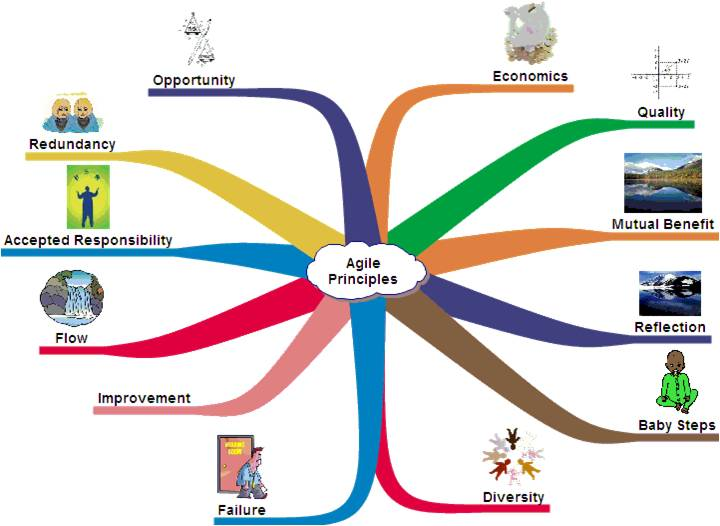 Opportunity
Economics
Quality
Redundancy
Mutual Benefit
Accepted Responsibility
Agile
Principles
Flow
Reflection
Improvement
Baby Steps
Failure
Diversity